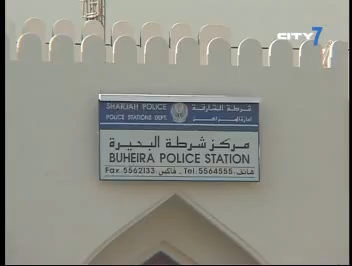 CITY7
SHARJAH POLICE شرطة الشارقة
POLICE STATIONS DEPT. إدارة المراكز
مركز شرطة البحيرة
BUHEIRA POLICE STATION
Fax. 5562133 فاكس. Tel: 5564555 هاتف